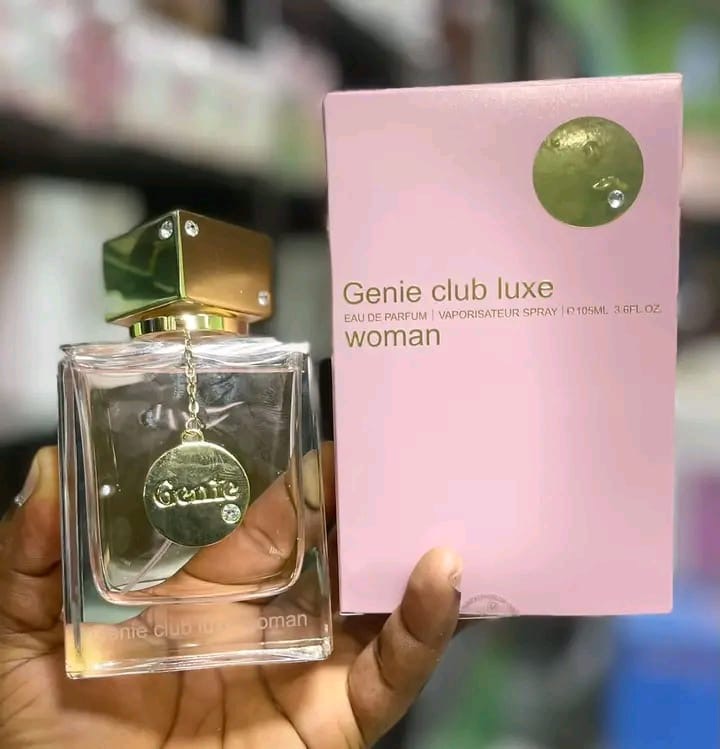 Genie club luxe
EAU DE PARFUM | VAPORISATEUR SPRAY | ℮105ML 3.6FL.OZ.
woman
Genie
Genie club luxe woman